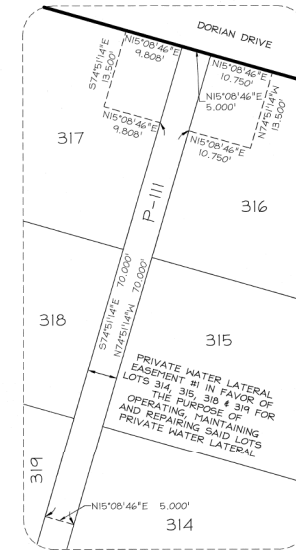 DORIAN DRIVE
N15°08'46"E
9.808'
S74°51'14"E
13.500'
N15°08'46"E
10.750'
N15°08'46"E
5.000'
N74°51'14"W
13.500'
N15°08'46"E
9.808'
N15°08'46"E
10.750'
317
316
P-111
S74°51'14"E 70.000'
N74°51'14"W 70.000'
318
315
PRIVATE WATER LATERAL
EASEMENT #1 IN FAVOR OF
LOTS 314, 315, 318 & 319 FOR
THE PURPOSE OF
OPERATING, MAINTAINING
AND REPAIRING SAID LOTS
PRIVATE WATER LATERAL
319
N15°08'46"E 5.000'
314